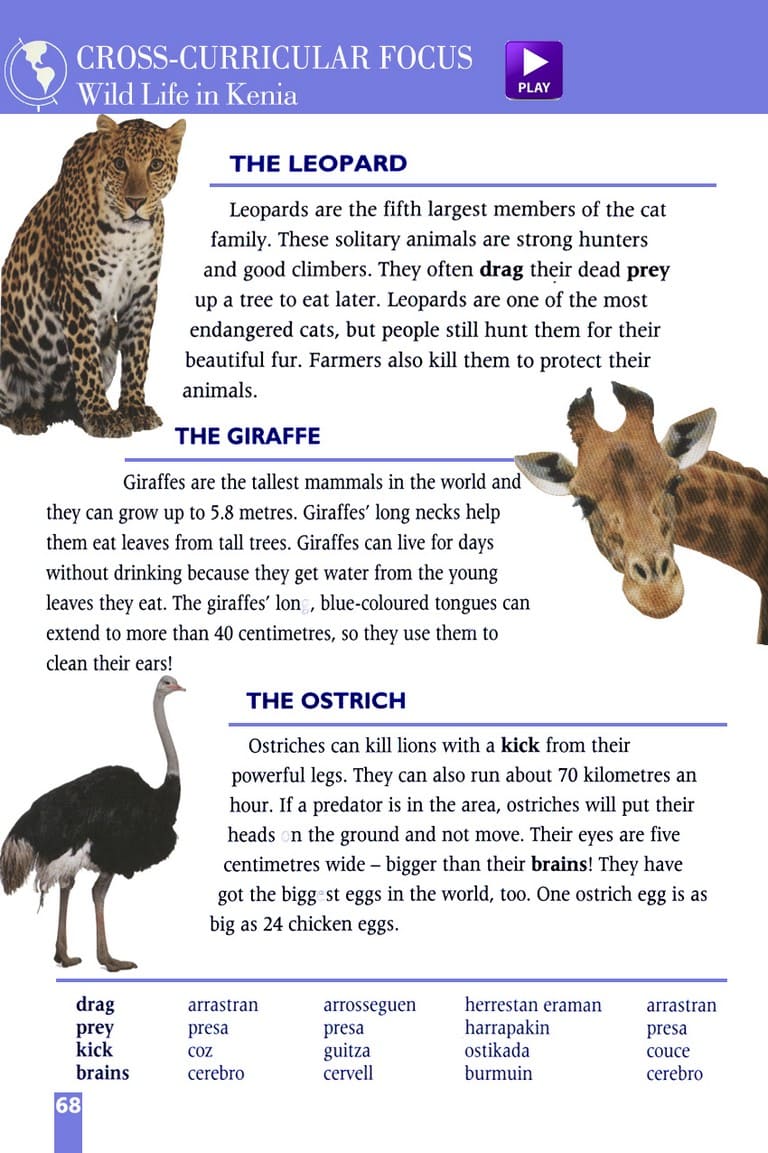 CROSS-CURRICULAR FOCUS
Wild Life in Kenia
PLAY
THE LEOPARD
Leopards are the fifth largest members of the cat
family. These solitary animals are strong hunters
and good climbers. They often drag their dead prey
up a tree to eat later. Leopards are one of the most
endangered cats, but people still hunt them for their
beautiful fur. Farmers also kill them to protect their
animals.
THE GIRAFFE
Giraffes are the tallest mammals in the world and
they can grow up to 5.8 metres. Giraffes' long necks help
them eat leaves from tall trees. Giraffes can live for days
without drinking because they get water from the young
leaves they eat. The giraffes' long, blue-coloured tongues can
extend to more than 40 centimetres, so they use them to
clean their ears!
THE OSTRICH
Ostriches can kill lions with a kick from their
powerful legs. They can also run about 70 kilometres an
hour. If a predator is in the area, ostriches will put their
heads on the ground and not move. Their eyes are five
centimetres wide – bigger than their brains! They have
got the biggest eggs in the world, too. One ostrich egg is as
big as 24 chicken eggs.
drag arrastran arrosseguen herrestan eraman arrastran
prey presa presa harrapakin presa
kick coz guitza ostikada couce
brains cerebro cervell burmuin cerebro
68